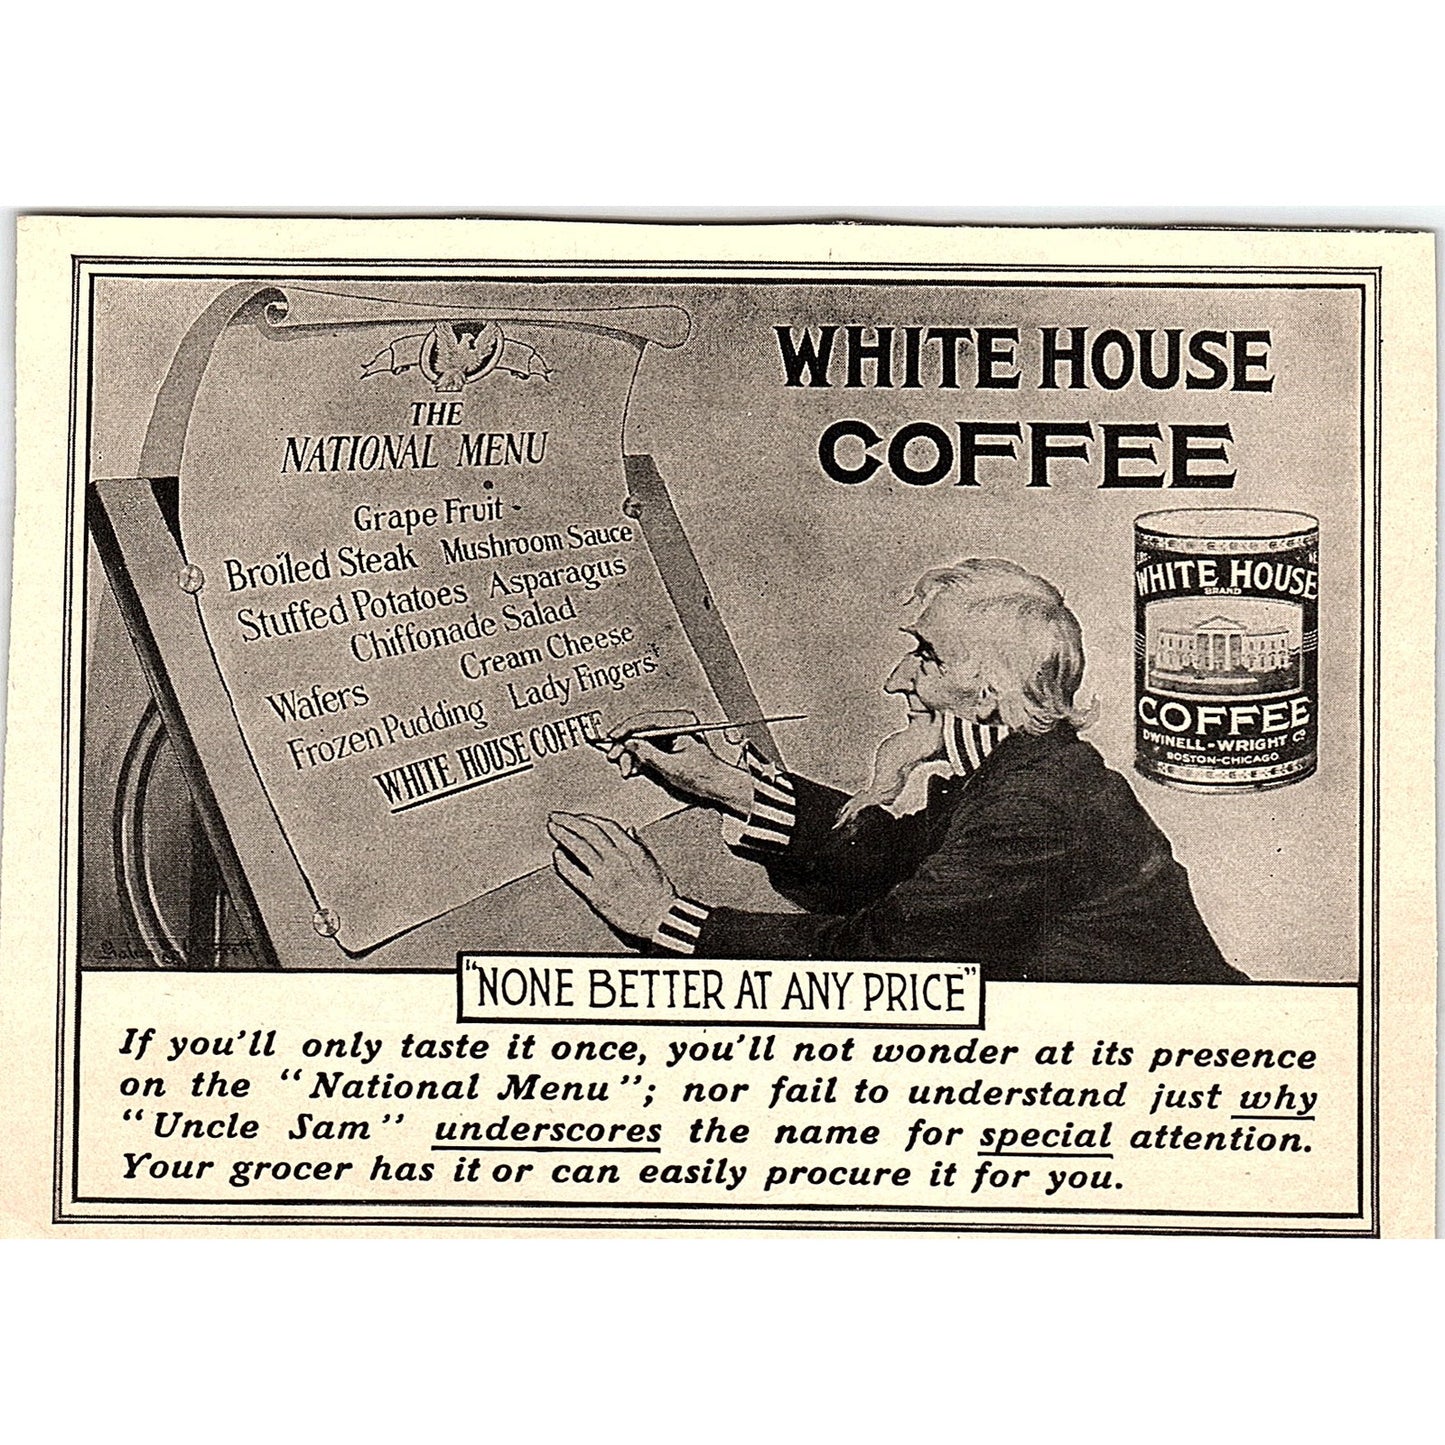 THE
NATIONAL MENU
Grape Fruit -
Broiled Steak Mushroom Sauce
Stuffed Potatoes Asparagus
Chiffonade Salad
Wafers Cream Cheese
Frozen Pudding Lady Fingers
WHITE HOUSE COFFEE
WHITE HOUSE
COFFEE
WHITE HOUSE
BRAND
COFFEE
DWINELL-WRIGHT Co
BOSTON-CHICAGO
"NONE BETTER AT ANY PRICE"
If you'll only taste it once, you'll not wonder at its presence
on the "National Menu"; nor fail to understand just why
"Uncle Sam" underscores the name for special attention.
Your grocer has it or can easily procure it for you.